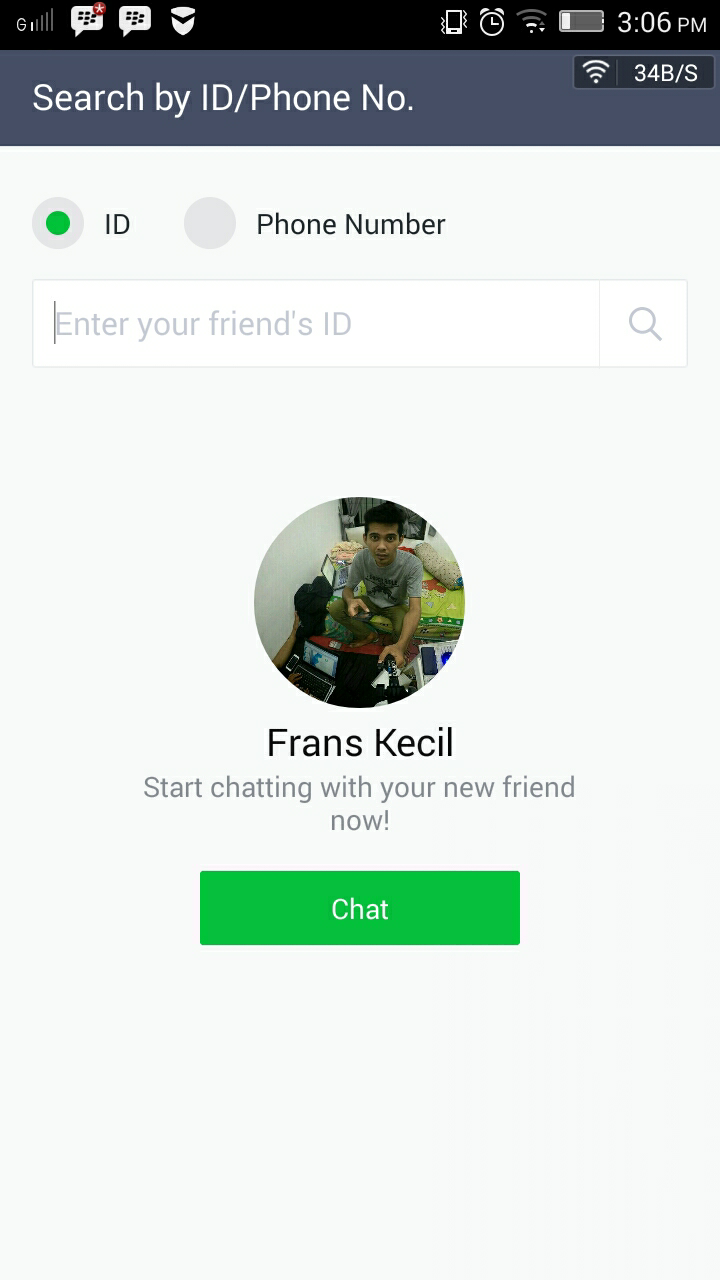 G
3:06 PM
34B/S
Search by ID/Phone No.
ID
Phone Number
Enter your friend's ID
Frans Kecil
Start chatting with your new friend
now!
Chat